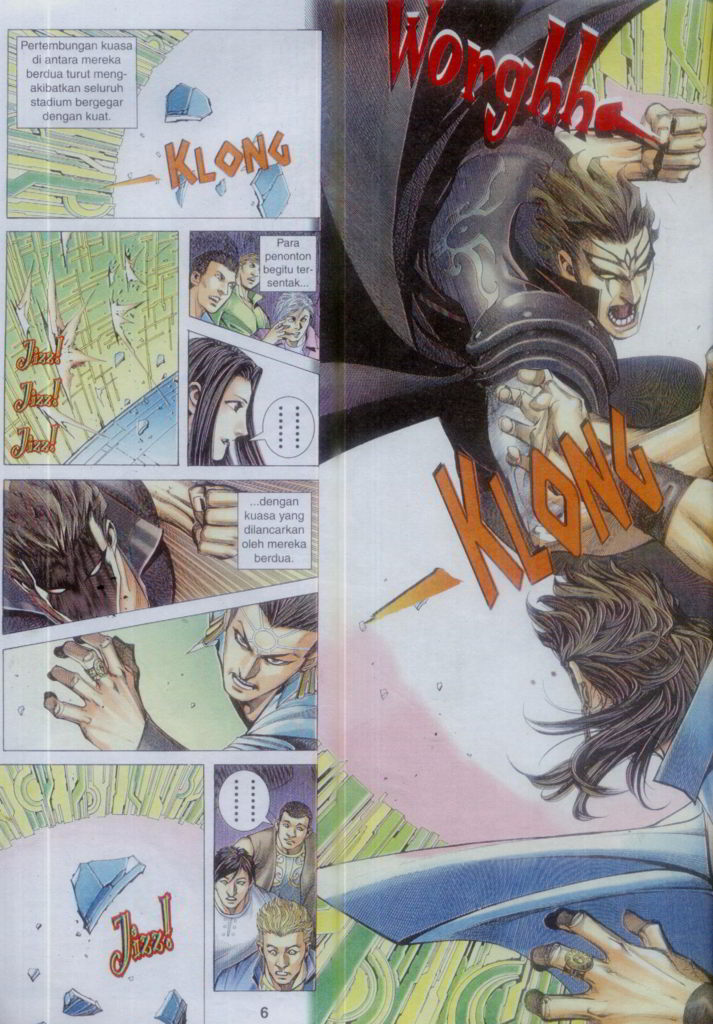 Pertembungan kuasa
di antara mereka
berdua turut meng-
akibatkan seluruh
stadium bergegar
dengan kuat.
KLONG
Jizz!
Jizz!
Jizz!
Para
penonton
begitu ter-
sentak...
...dengan
kuasa yang
dilancarkan
oleh mereka
berdua.
Jizz!
6
Worghh
KLONG